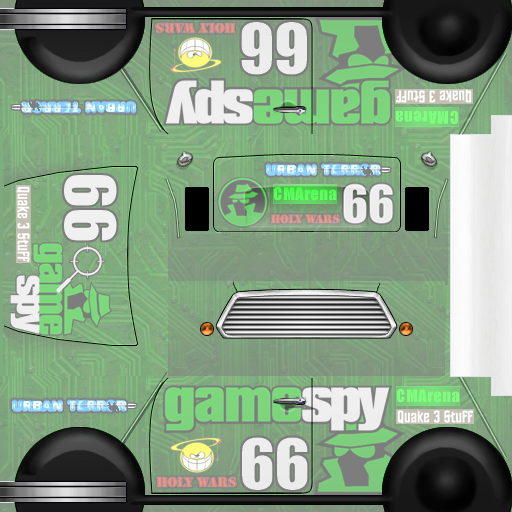 HOLY WARS
66
gamespy
Quake 3 Stuff
CMArena
URBAN TERROR
URBAN TERROR
CMArena
HOLY WARS
66
66
Quake 3 Stuff
game
spy
URBAN TERROR
gamespy
CMArena
Quake 3 Stuff
66
HOLY WARS